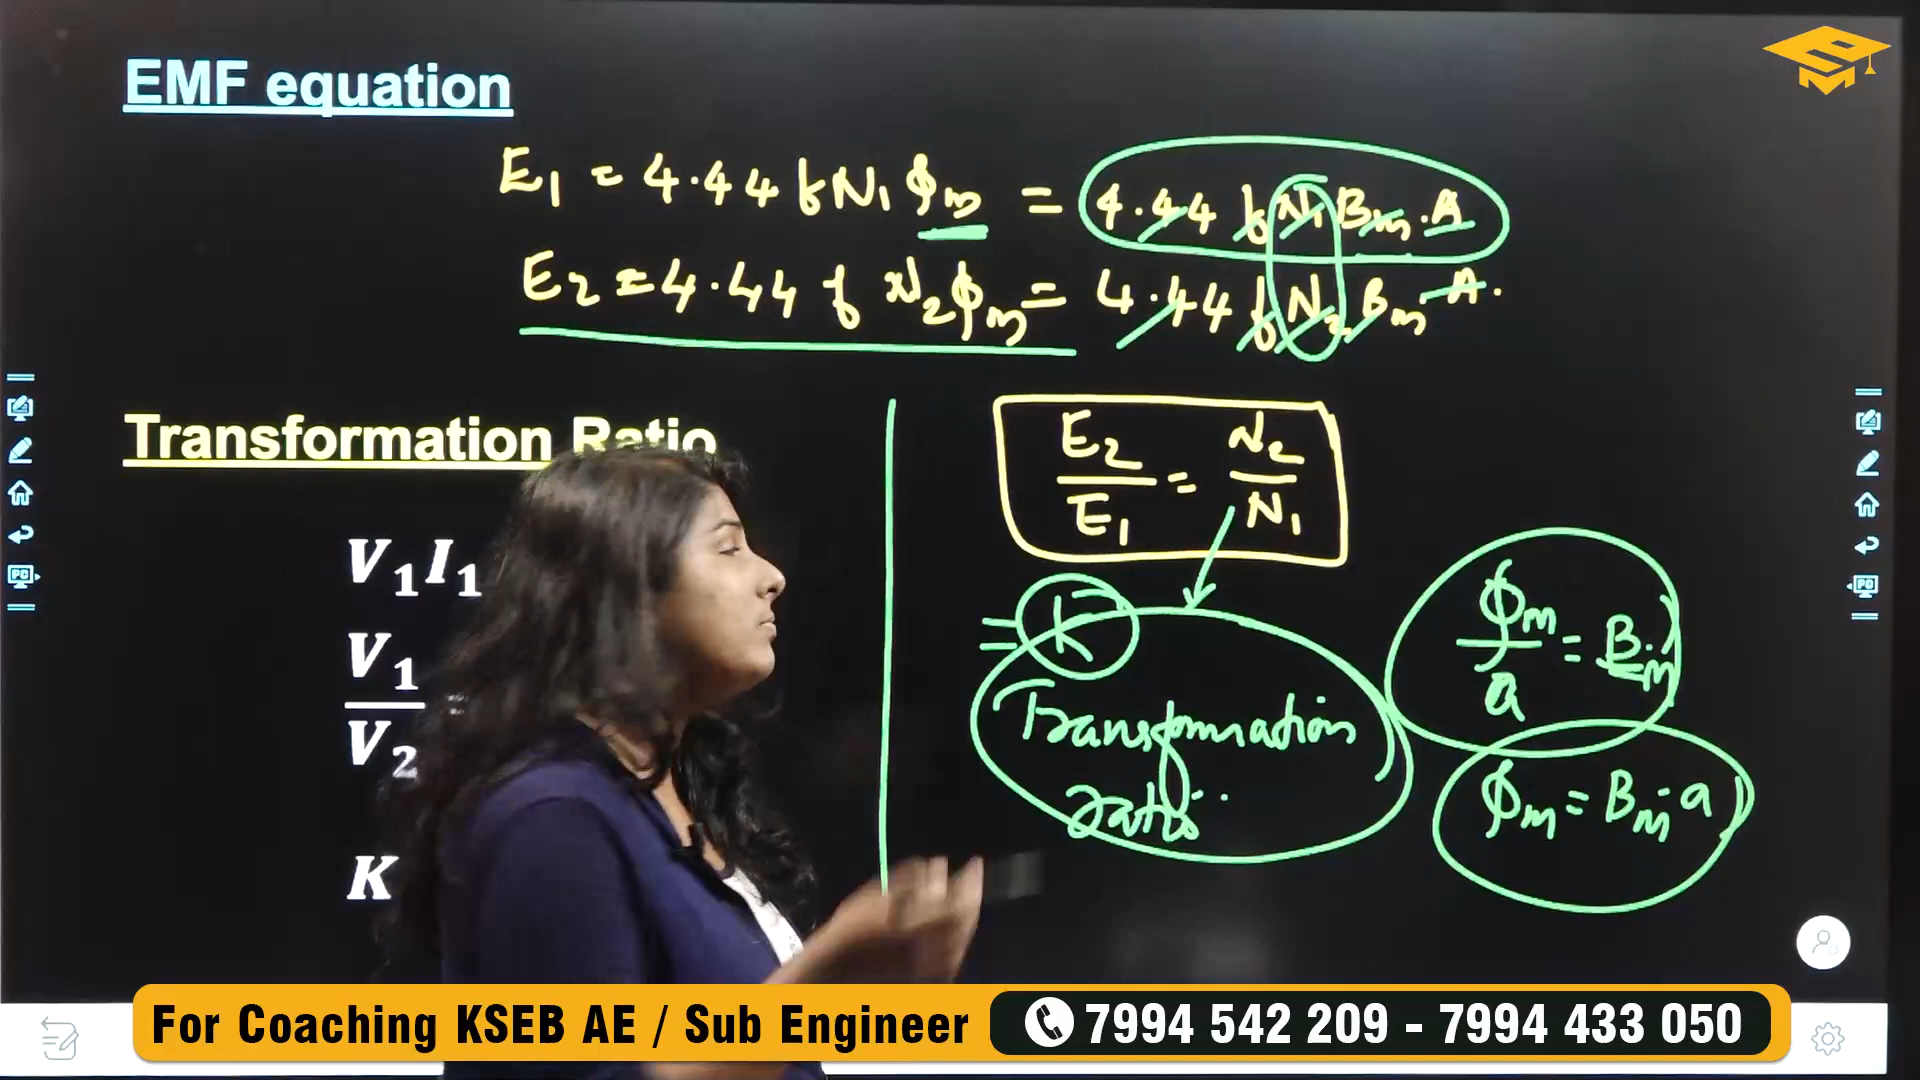 EMF equation
E1 = 4.44 f N1 ϕm = 4.44 f N1 Bm . A
E2 = 4.44 f N2 ϕm = 4.44 f N2 Bm . A .
Transformation Ratio
E2/E1 = N2/N1
= K
Transformation
ratio
ϕm/a = Bm
ϕm = Bm . a
V1I1
V1/V2 =
K
PC
PC
For Coaching KSEB AE / Sub Engineer
7994 542 209 - 7994 433 050